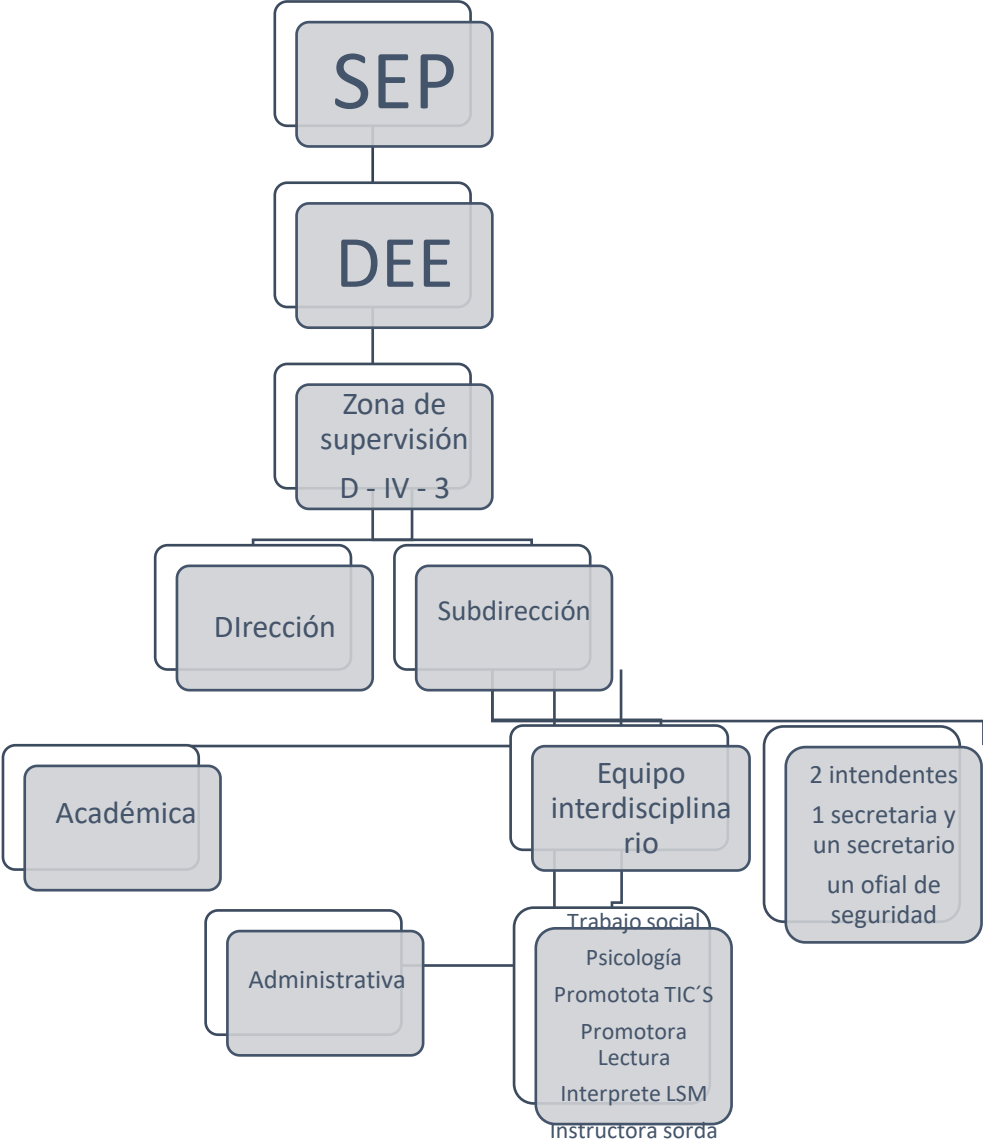 SEP
DEE
Zona de
supervisión
D - IV - 3
DIrección
Subdirección
Académica
Equipo
interdisciplina
rio
2 intendentes
1 secretaria y
un secretario
un ofial de
seguridad
Administrativa
Trabajo social
Psicología
Promotota TIC´S
Promotora
Lectura
Interprete LSM
Instructora sorda